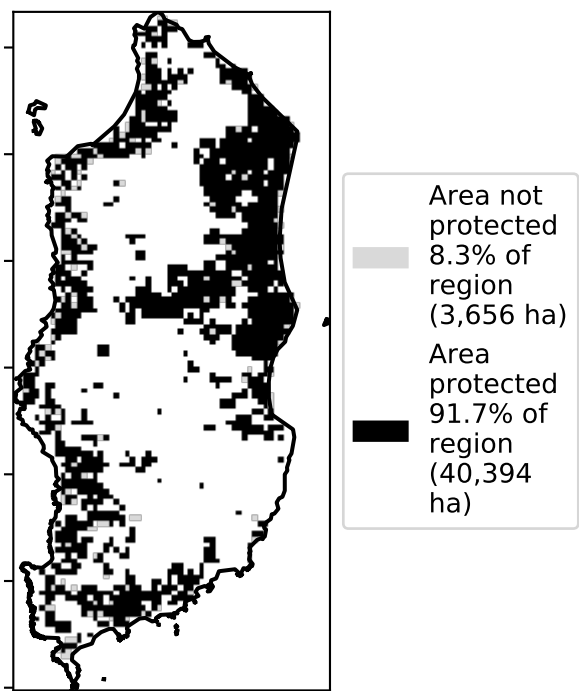 Area not
protected
8.3% of
region
(3,656 ha)
Area
protected
91.7% of
region
(40,394
ha)